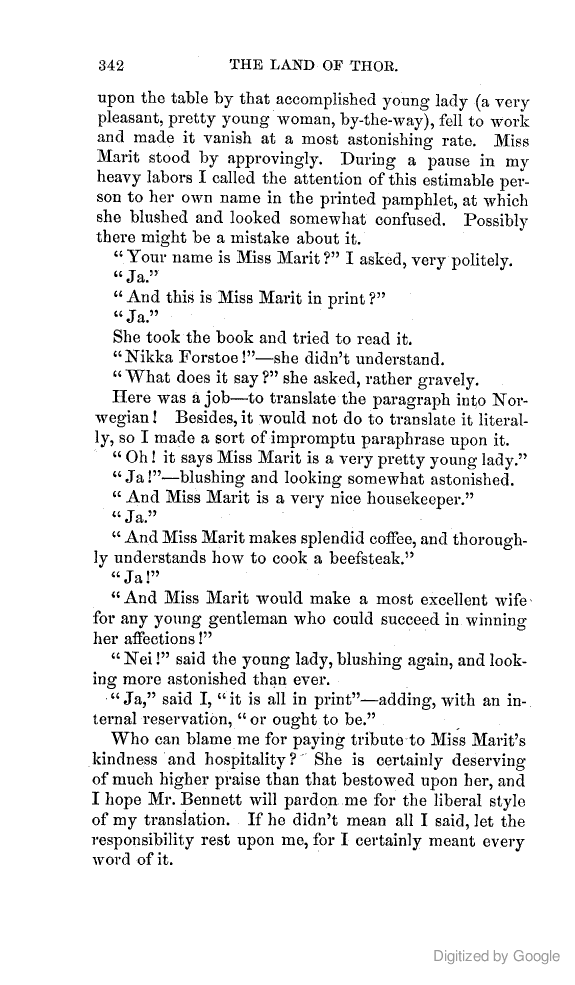 342 THE LAND OF THOR.
upon the table by that accomplished young lady (a very
pleasant, pretty young woman, by-the-way), fell to work
and made it vanish at a most astonishing rate. Miss
Marit stood by approvingly. During a pause in my
heavy labors I called the attention of this estimable per-
son to her own name in the printed pamphlet, at which
she blushed and looked somewhat confused. Possibly
there might be a mistake about it.
“Your name is Miss Marit?” I asked, very politely.
“Ja.”
“And this is Miss Marit in print?”
“Ja.”
She took the book and tried to read it.
“Nikka Forstoe!”—she didn’t understand.
“What does it say?” she asked, rather gravely.
Here was a job—to translate the paragraph into Nor-
wegian! Besides, it would not do to translate it literal-
ly, so I made a sort of impromptu paraphrase upon it.
“Oh! it says Miss Marit is a very pretty young lady.”
“Ja!”—blushing and looking somewhat astonished.
“And Miss Marit is a very nice housekeeper.”
“Ja.”
“And Miss Marit makes splendid coffee, and thorough-
ly understands how to cook a beefsteak.”
“Ja!”
“And Miss Marit would make a most excellent wife
for any young gentleman who could succeed in winning
her affections!”
“Nei!” said the young lady, blushing again, and look-
ing more astonished than ever.
“Ja,” said I, “it is all in print”—adding, with an in-
ternal reservation, “or ought to be.”
Who can blame me for paying tribute to Miss Marit’s
kindness and hospitality? She is certainly deserving
of much higher praise than that bestowed upon her, and
I hope Mr. Bennett will pardon me for the liberal style
of my translation. If he didn’t mean all I said, let the
responsibility rest upon me, for I certainly meant every
word of it.
Digitized by Google